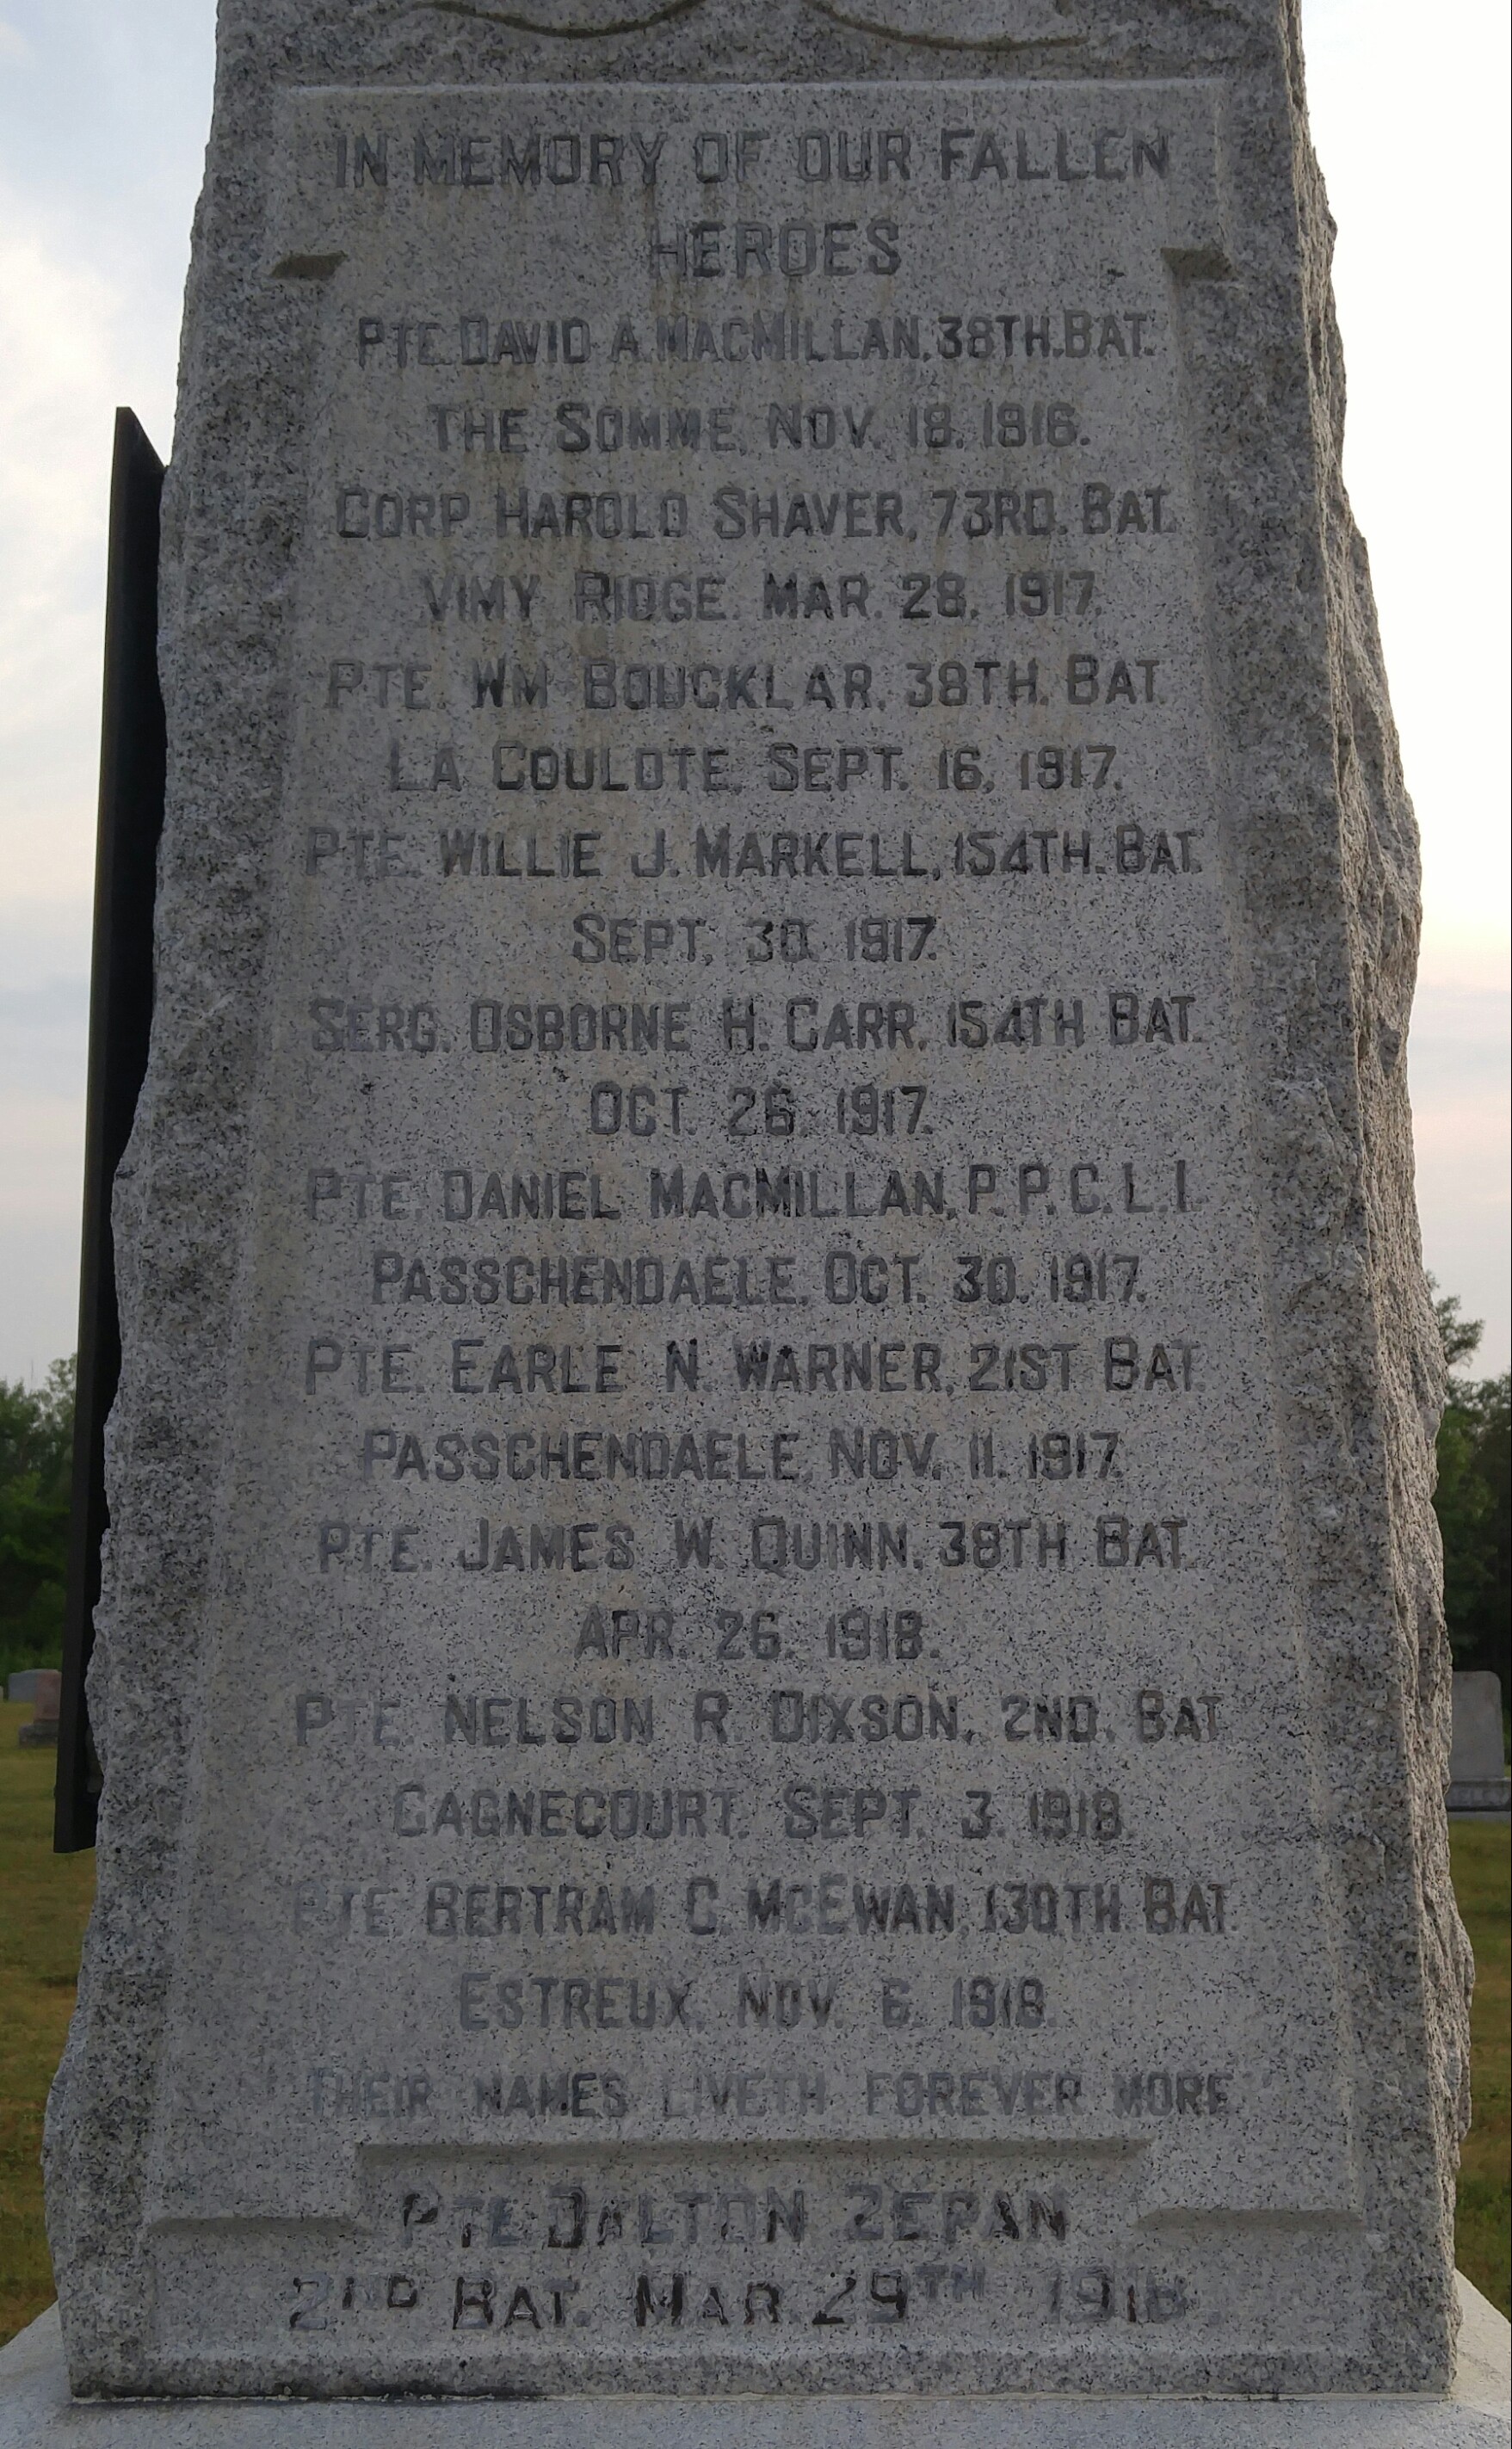 IN MEMORY OF OUR FALLEN
HEROES
PTE. DAVID A. MACMILLAN, 38TH. BAT.
THE SOMME, NOV. 18, 1916.
CORP. HAROLD SHAVER, 73RD. BAT.
VIMY RIDGE. MAR. 28, 1917.
PTE. WM BOUCKLAR, 38TH. BAT.
LA COULOTE, SEPT. 16, 1917.
PTE. WILLIE J. MARKELL, 154TH. BAT.
SEPT. 30. 1917.
SERG. OSBORNE H. CARR, 154TH BAT.
OCT. 26. 1917.
PTE. DANIEL MACMILLAN, P.P.C.L.I.
PASSCHENDAELE, OCT. 30. 1917.
PTE. EARLE N. WARNER, 21ST BAT.
PASSCHENDAELE, NOV. 11. 1917.
PTE. JAMES W. QUINN, 38TH BAT.
APR. 26. 1918.
PTE. NELSON R. DIXSON, 2ND. BAT.
CAGNECOURT. SEPT. 3. 1918.
PTE. BERTRAM C. MCEWAN, 130TH BAT.
ESTREUX, NOV. 6. 1918.
THEIR NAMES LIVETH FOREVER MORE
PTE DALTON ZERAN
2ND BAT. MAR. 29TH 1918.